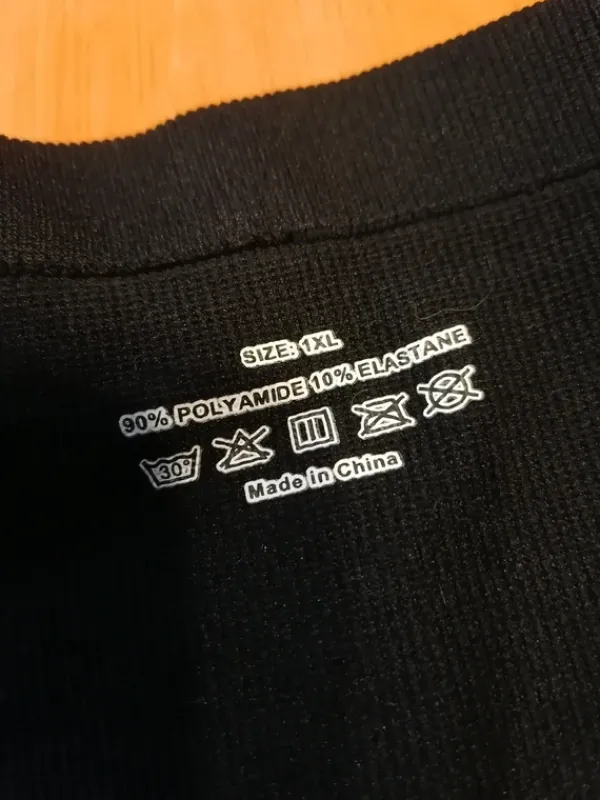 SIZE: 1XL
90% POLYAMIDE 10% ELASTANE
30°
Made in China